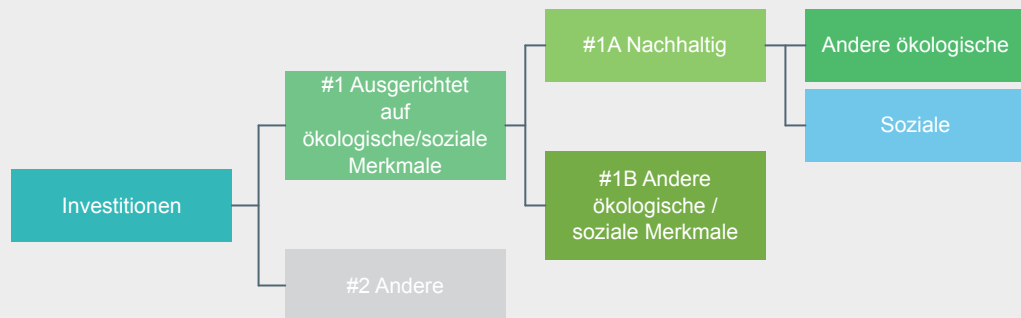 Investitionen
#1 Ausgerichtet
auf
ökologische/soziale
Merkmale
#2 Andere
#1A Nachhaltig
#1B Andere
ökologische /
soziale Merkmale
Andere ökologische
Soziale